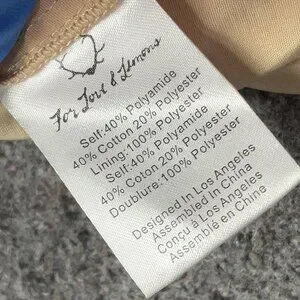 For Love & Lemons
Self:40% Polyamide
40% Cotton 20% Polyester
Lining:100% Polyester
Self:40% Polyamide
40% Coton 20% Polyester
Doublure:100% Polyester
Designed In Los Angeles
Assembled in China
Conçu à Los Angeles
Assemblé en China